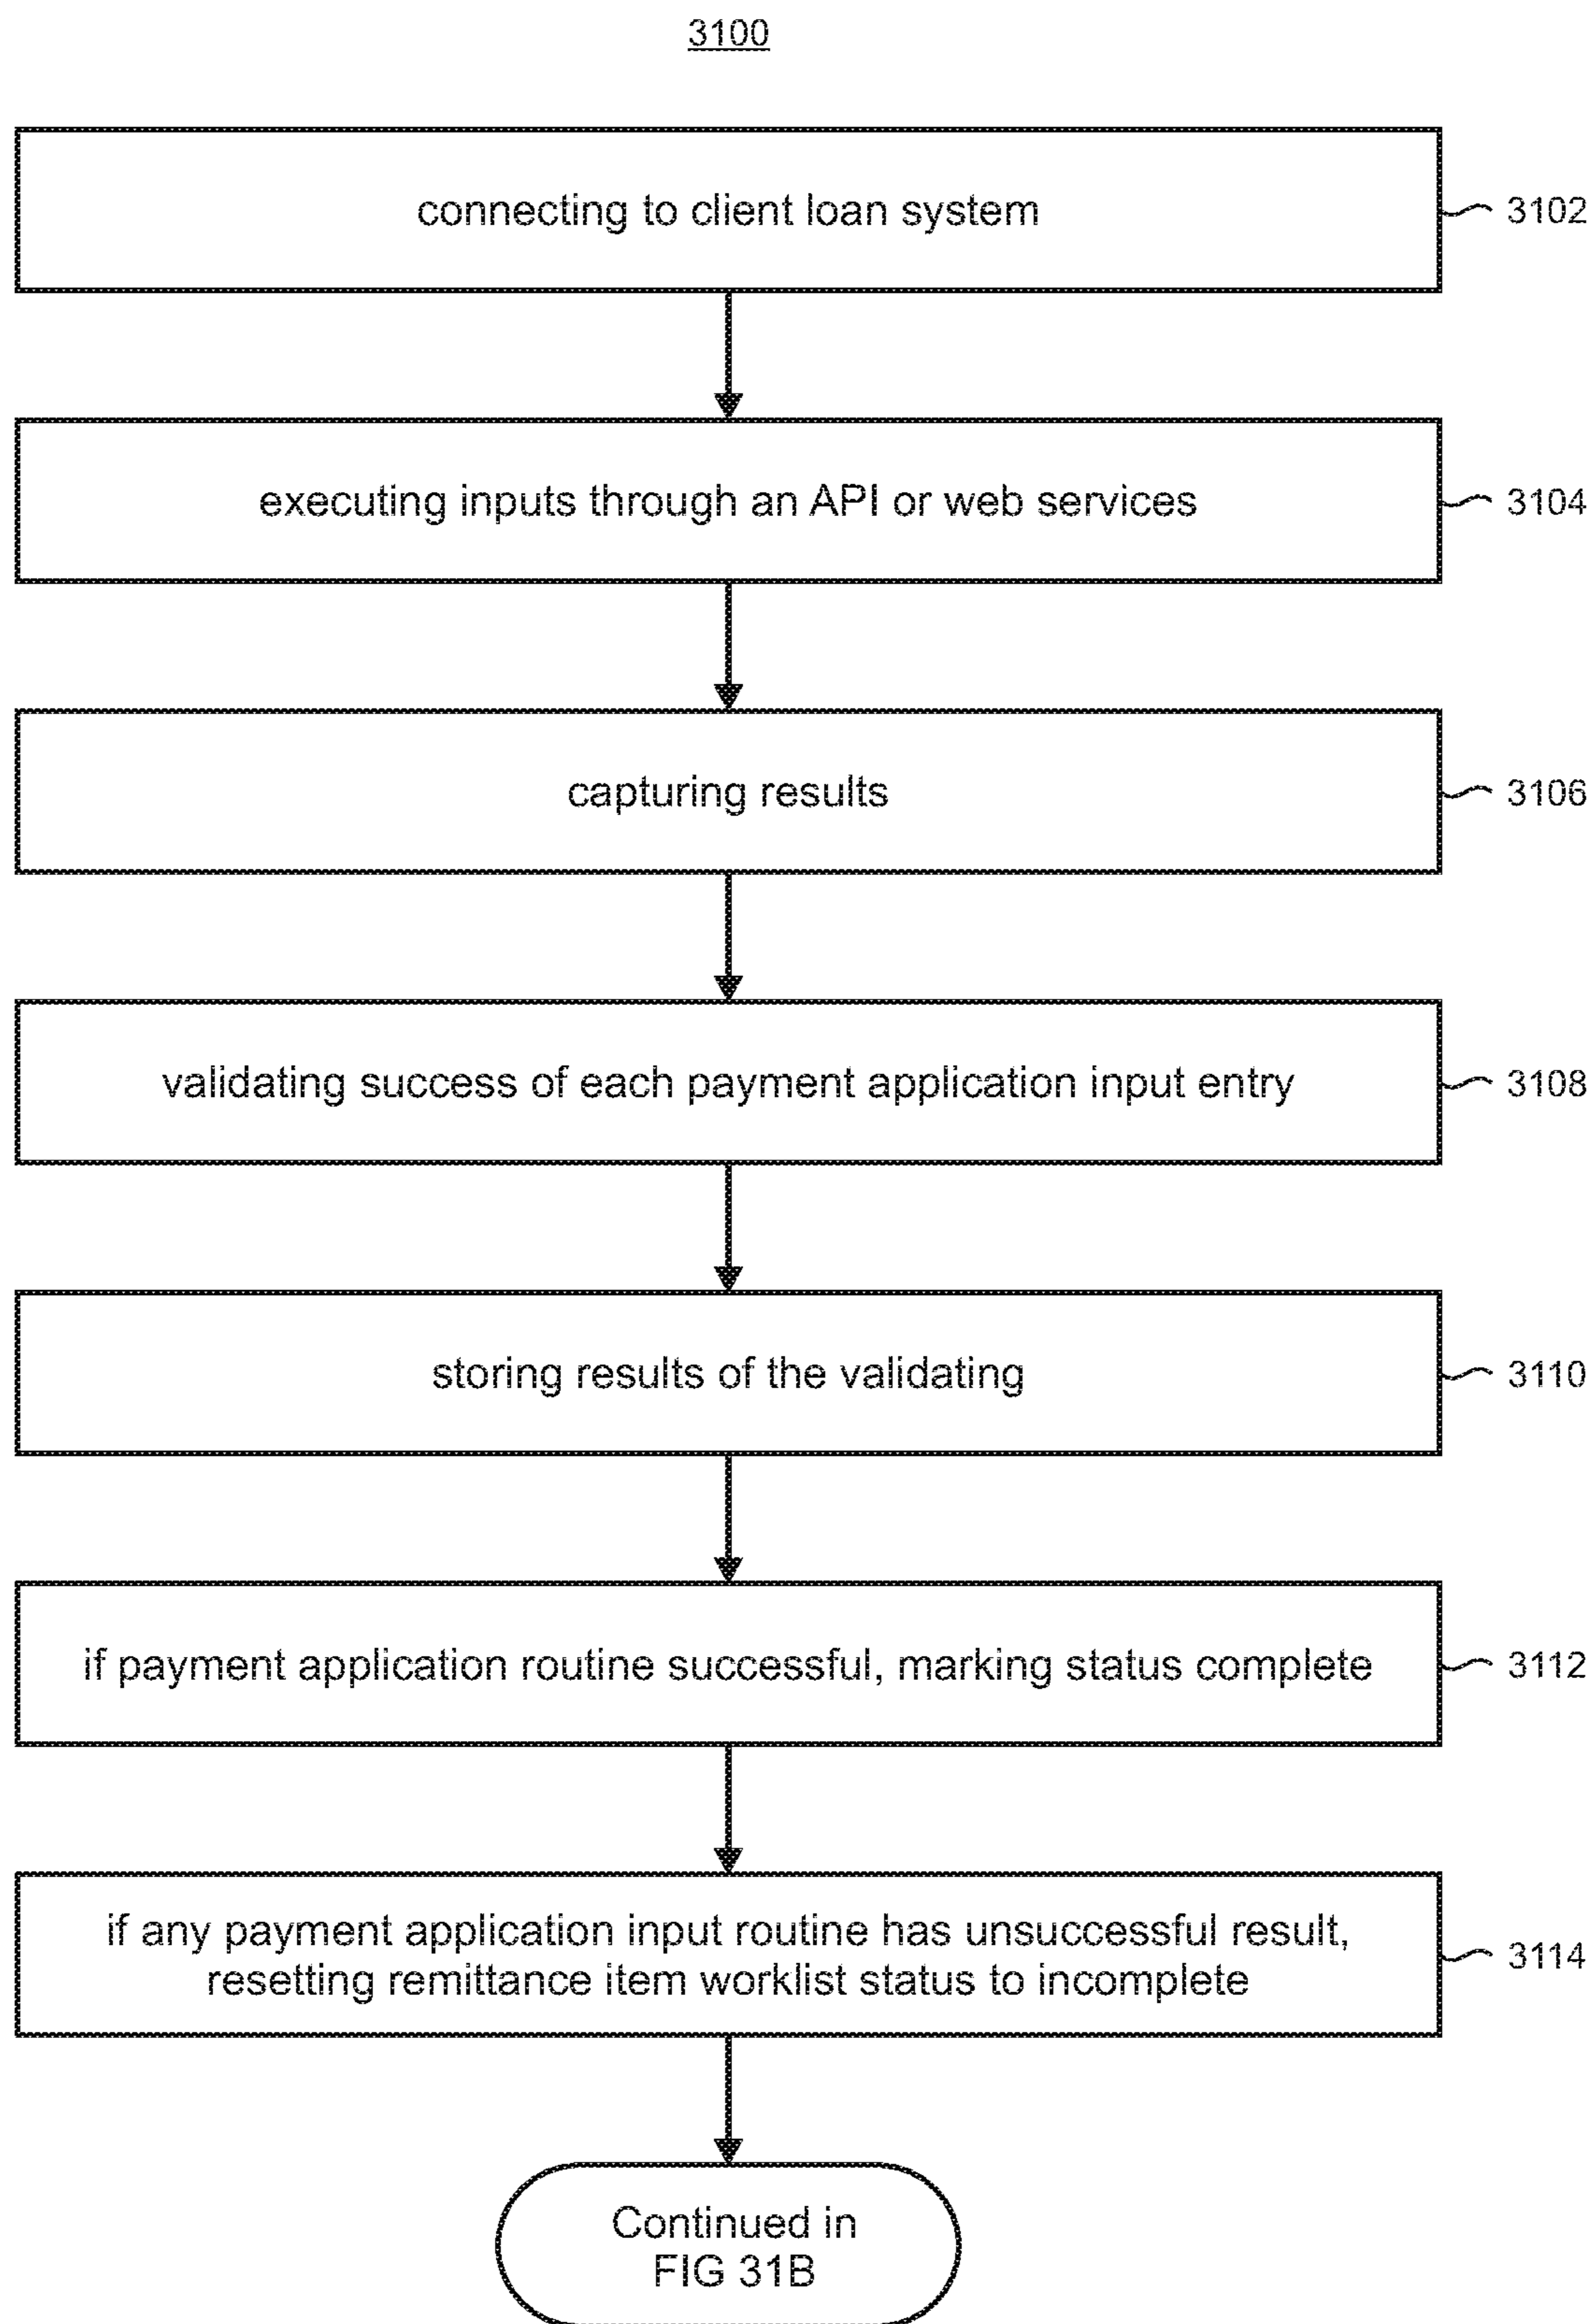 3100
connecting to client loan system
3102
executing inputs through an API or web services
3104
capturing results
3106
validating success of each payment application input entry
3108
storing results of the validating
3110
if payment application routine successful, marking status complete
3112
if any payment application input routine has unsuccessful result,
resetting remittance item worklist status to incomplete
3114
Continued in
FIG 31B